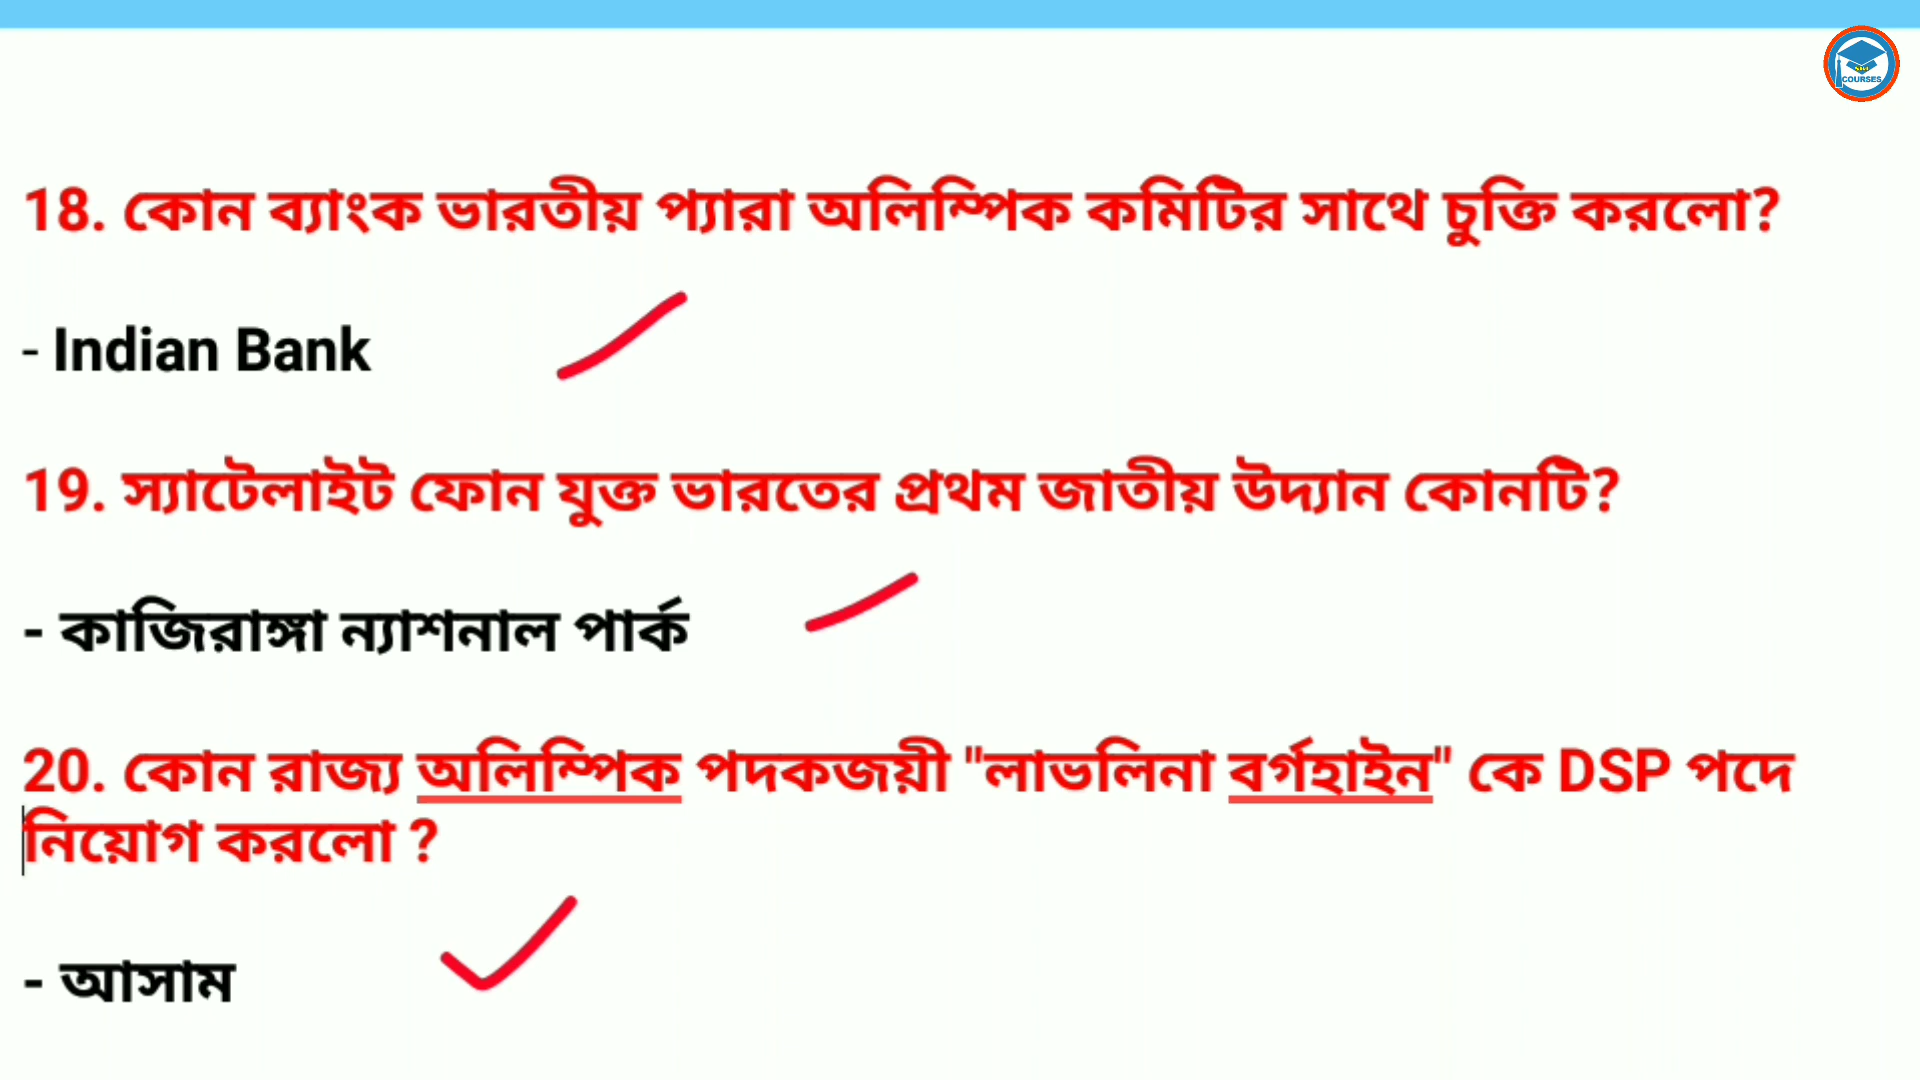 COURSES
18. কোন ব্যাংক ভারতীয় প্যারা অলিম্পিক কমিটির সাথে চুক্তি করলো?
- Indian Bank
19. স্যাটেলাইট ফোন যুক্ত ভারতের প্রথম জাতীয় উদ্যান কোনটি?
- কাজিরাঙ্গা ন্যাশনাল পার্ক
20. কোন রাজ্য অলিম্পিক পদকজয়ী "লাভলিনা বর্গহাইন" কে DSP পদে
নিয়োগ করলো ?
- আসাম